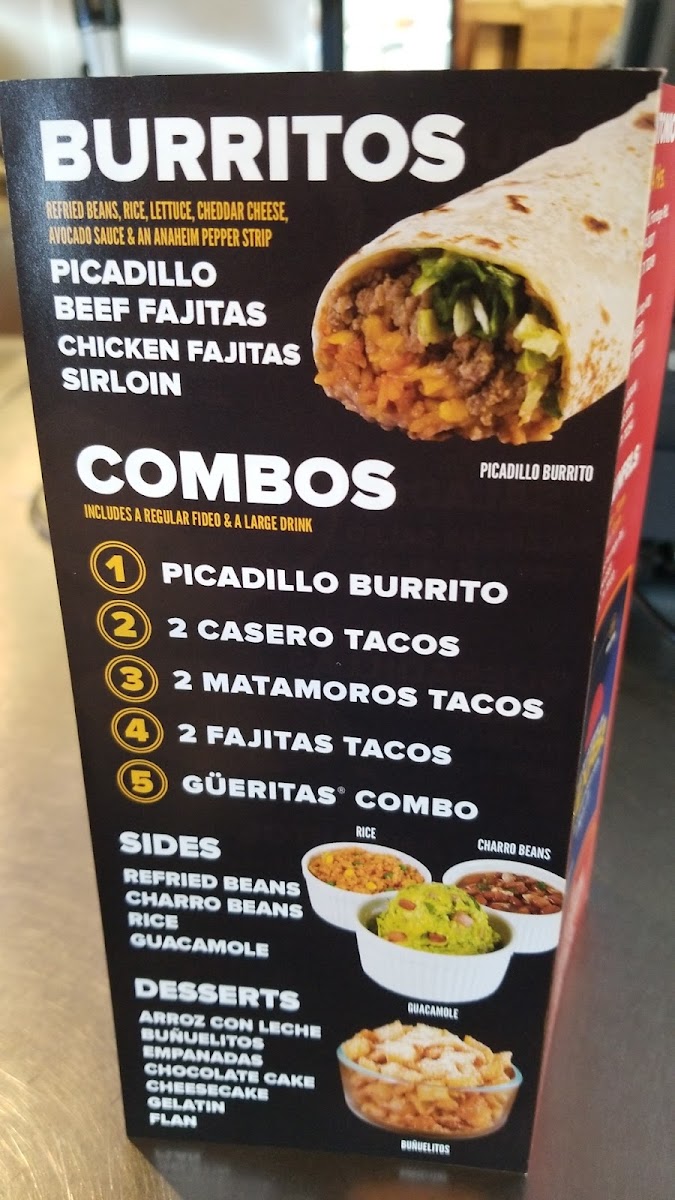 BURRITOS
REFRIED BEANS, RICE, LETTUCE, CHEDDAR CHEESE,
AVOCADO SAUCE & AN ANAHEIM PEPPER STRIP
PICADILLO
BEEF FAJITAS
CHICKEN FAJITAS
SIRLOIN
PICADILLO BURRITO
COMBOS
INCLUDES A REGULAR FIDEO & A LARGE DRINK
1 PICADILLO BURRITO
2 2 CASERO TACOS
3 2 MATAMOROS TACOS
4 2 FAJITAS TACOS
5 GÜERITAS® COMBO
SIDES
REFRIED BEANS
CHARRO BEANS
RICE
GUACAMOLE
RICE
CHARRO BEANS
GUACAMOLE
DESSERTS
ARROZ CON LECHE
BUÑUELITOS
EMPANADAS
CHOCOLATE CAKE
CHEESECAKE
GELATIN
FLAN
BUÑUELITOS